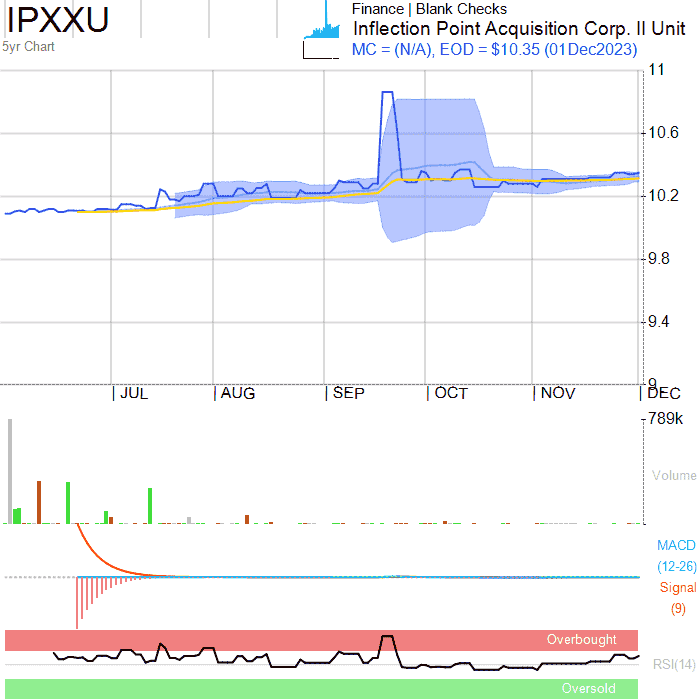 IPXXU
5yr Chart
Finance | Blank Checks
Inflection Point Acquisition Corp. II Unit
MC = (N/A), EOD = $10.35 (01Dec2023)
11
10.6
10.2
9.8
9.4
9
JUL AUG SEP OCT NOV DEC
789k
Volume
MACD
(12-26)
Signal
(9)
Overbought
RSI(14)
Oversold